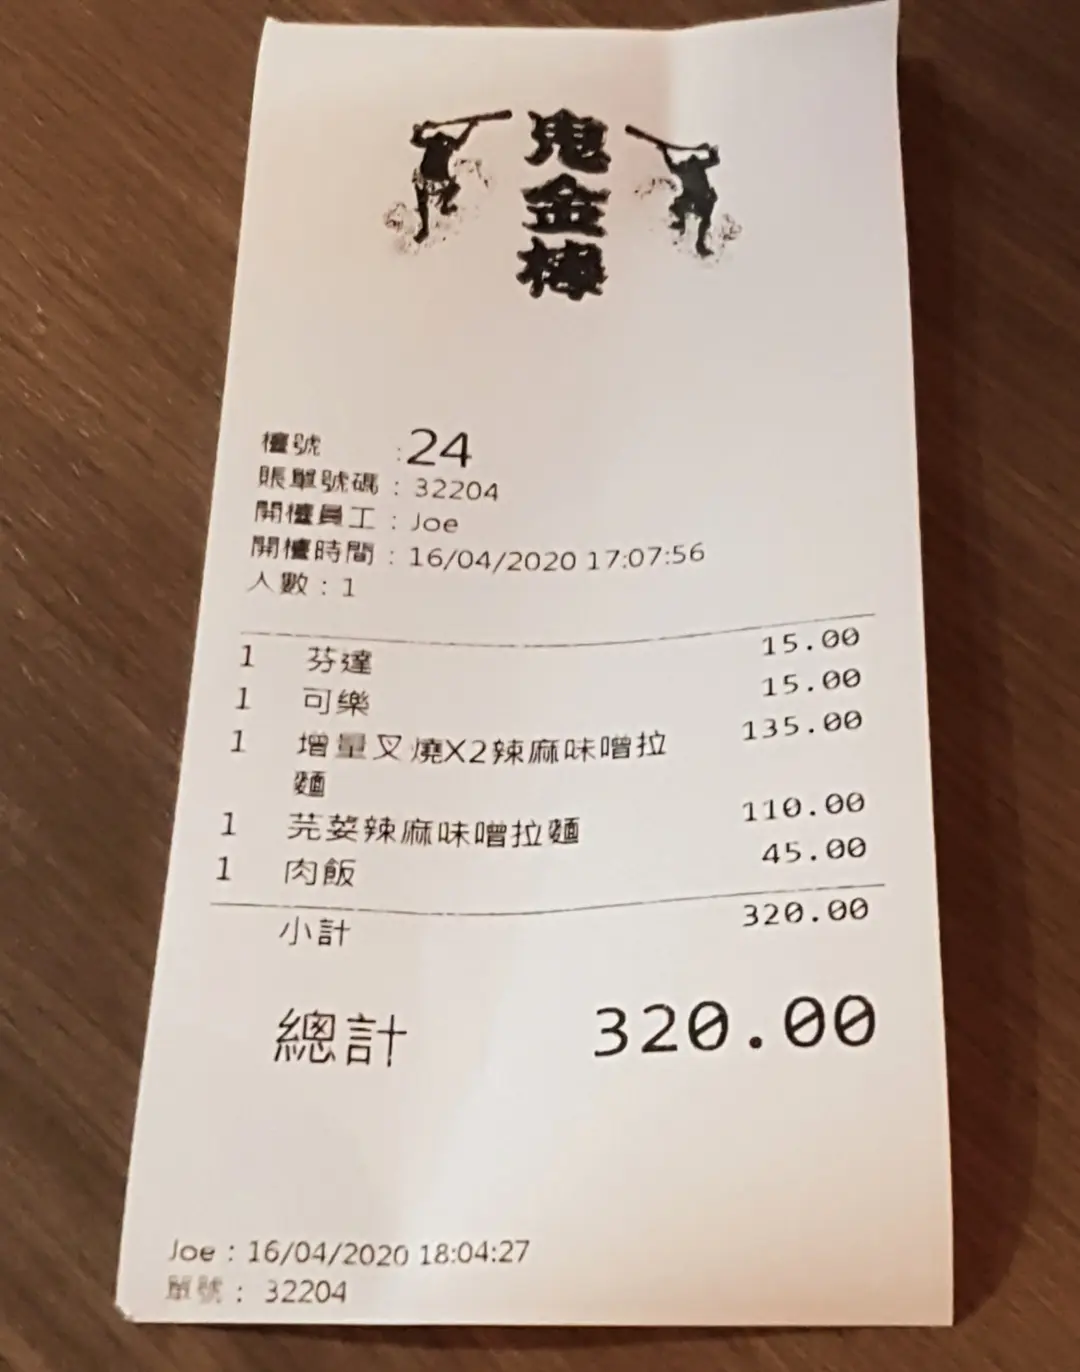 鬼
金
棒
檯號 :24
賬單號碼 : 32204
開檯員工 : Joe
開檯時間 : 16/04/2020 17:07:56
人數 : 1
1 芬達 15.00
1 可樂 15.00
1 增量叉燒X2辣麻味噌拉 135.00
麵
1 芫荽辣麻味噌拉麵 110.00
1 肉飯 45.00
小計 320.00
總計 320.00
Joe : 16/04/2020 18:04:27
單號 : 32204